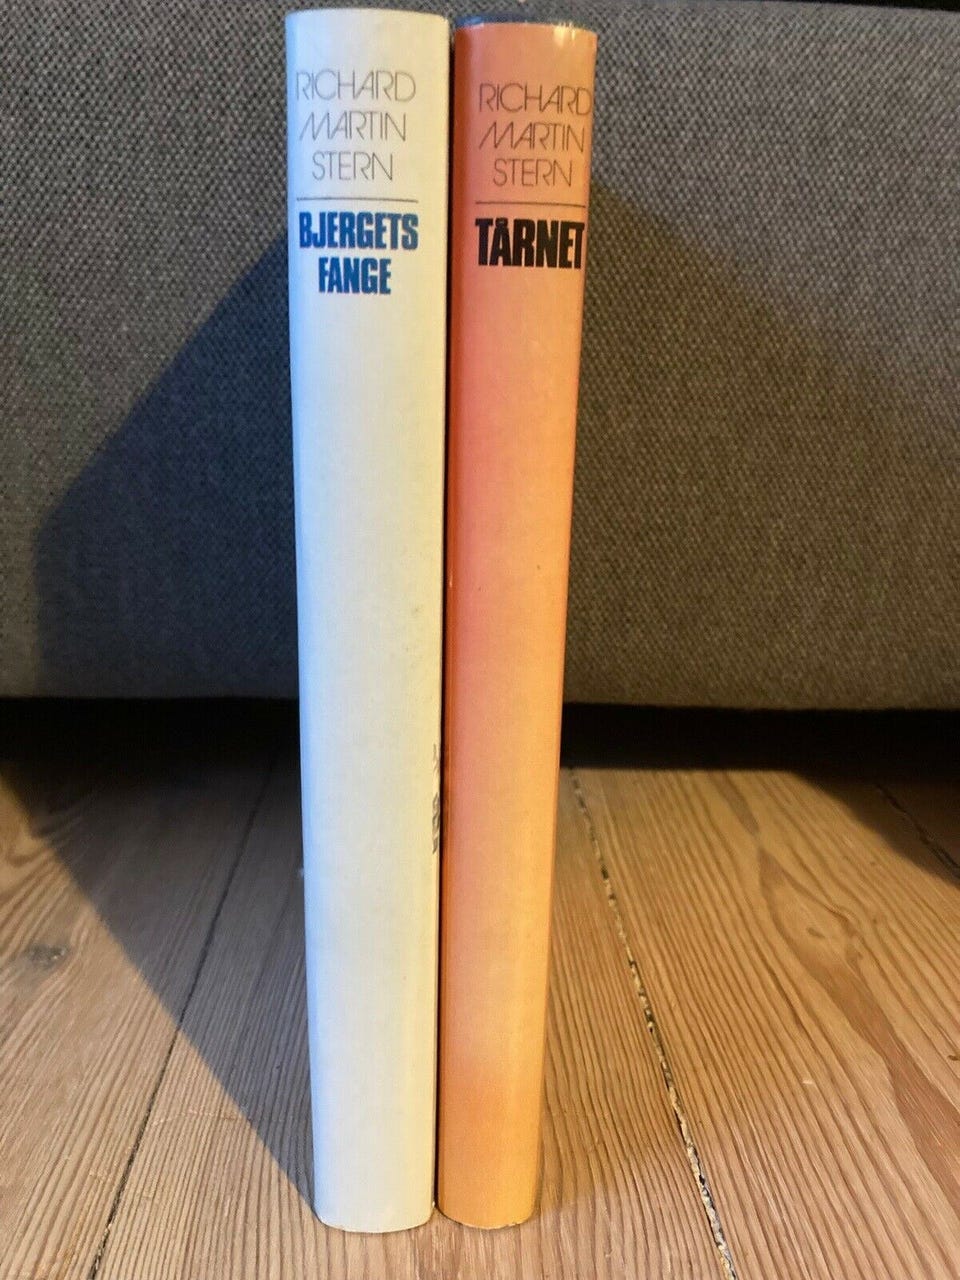 RICHARD
MARTIN
STERN
BJERGETS
FANGE
RICHARD
MARTIN
STERN
TÅRNET